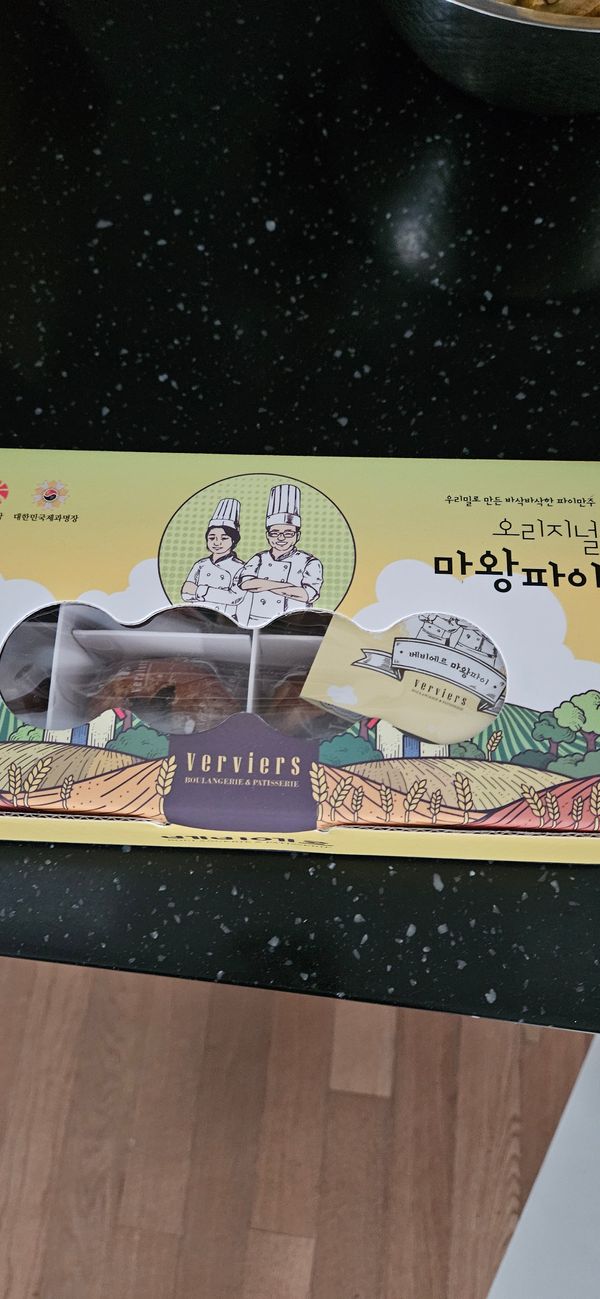 우리밀로 만든 바삭바삭한 파이만주
오리지널
마왕파이
대한민국제과명장
베비에르 마왕파이
verviers
BOULANGERIE & PATISSERIE
verviers
BOULANGERIE & PATISSERIE